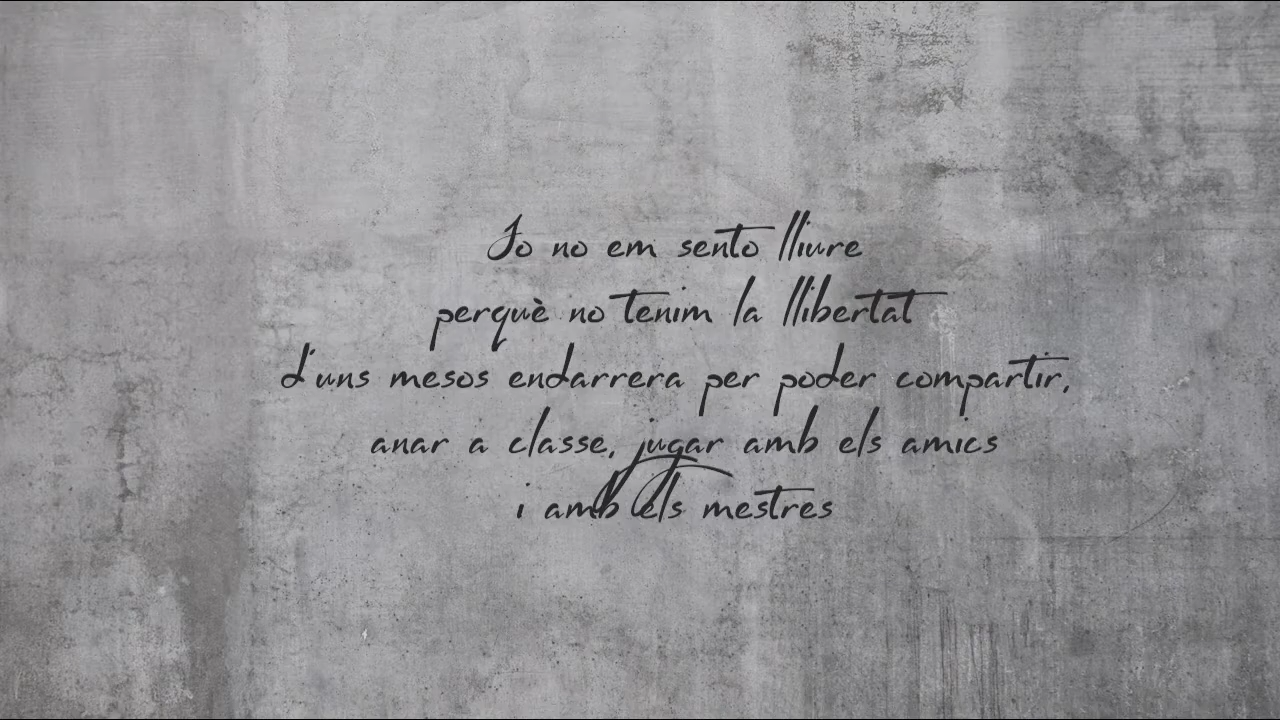 Jo no em sento lliure
perquè no tenim la llibertat
d'uns mesos endarrera per poder compartir,
anar a classe, jugar amb els amics
i amb els mestres